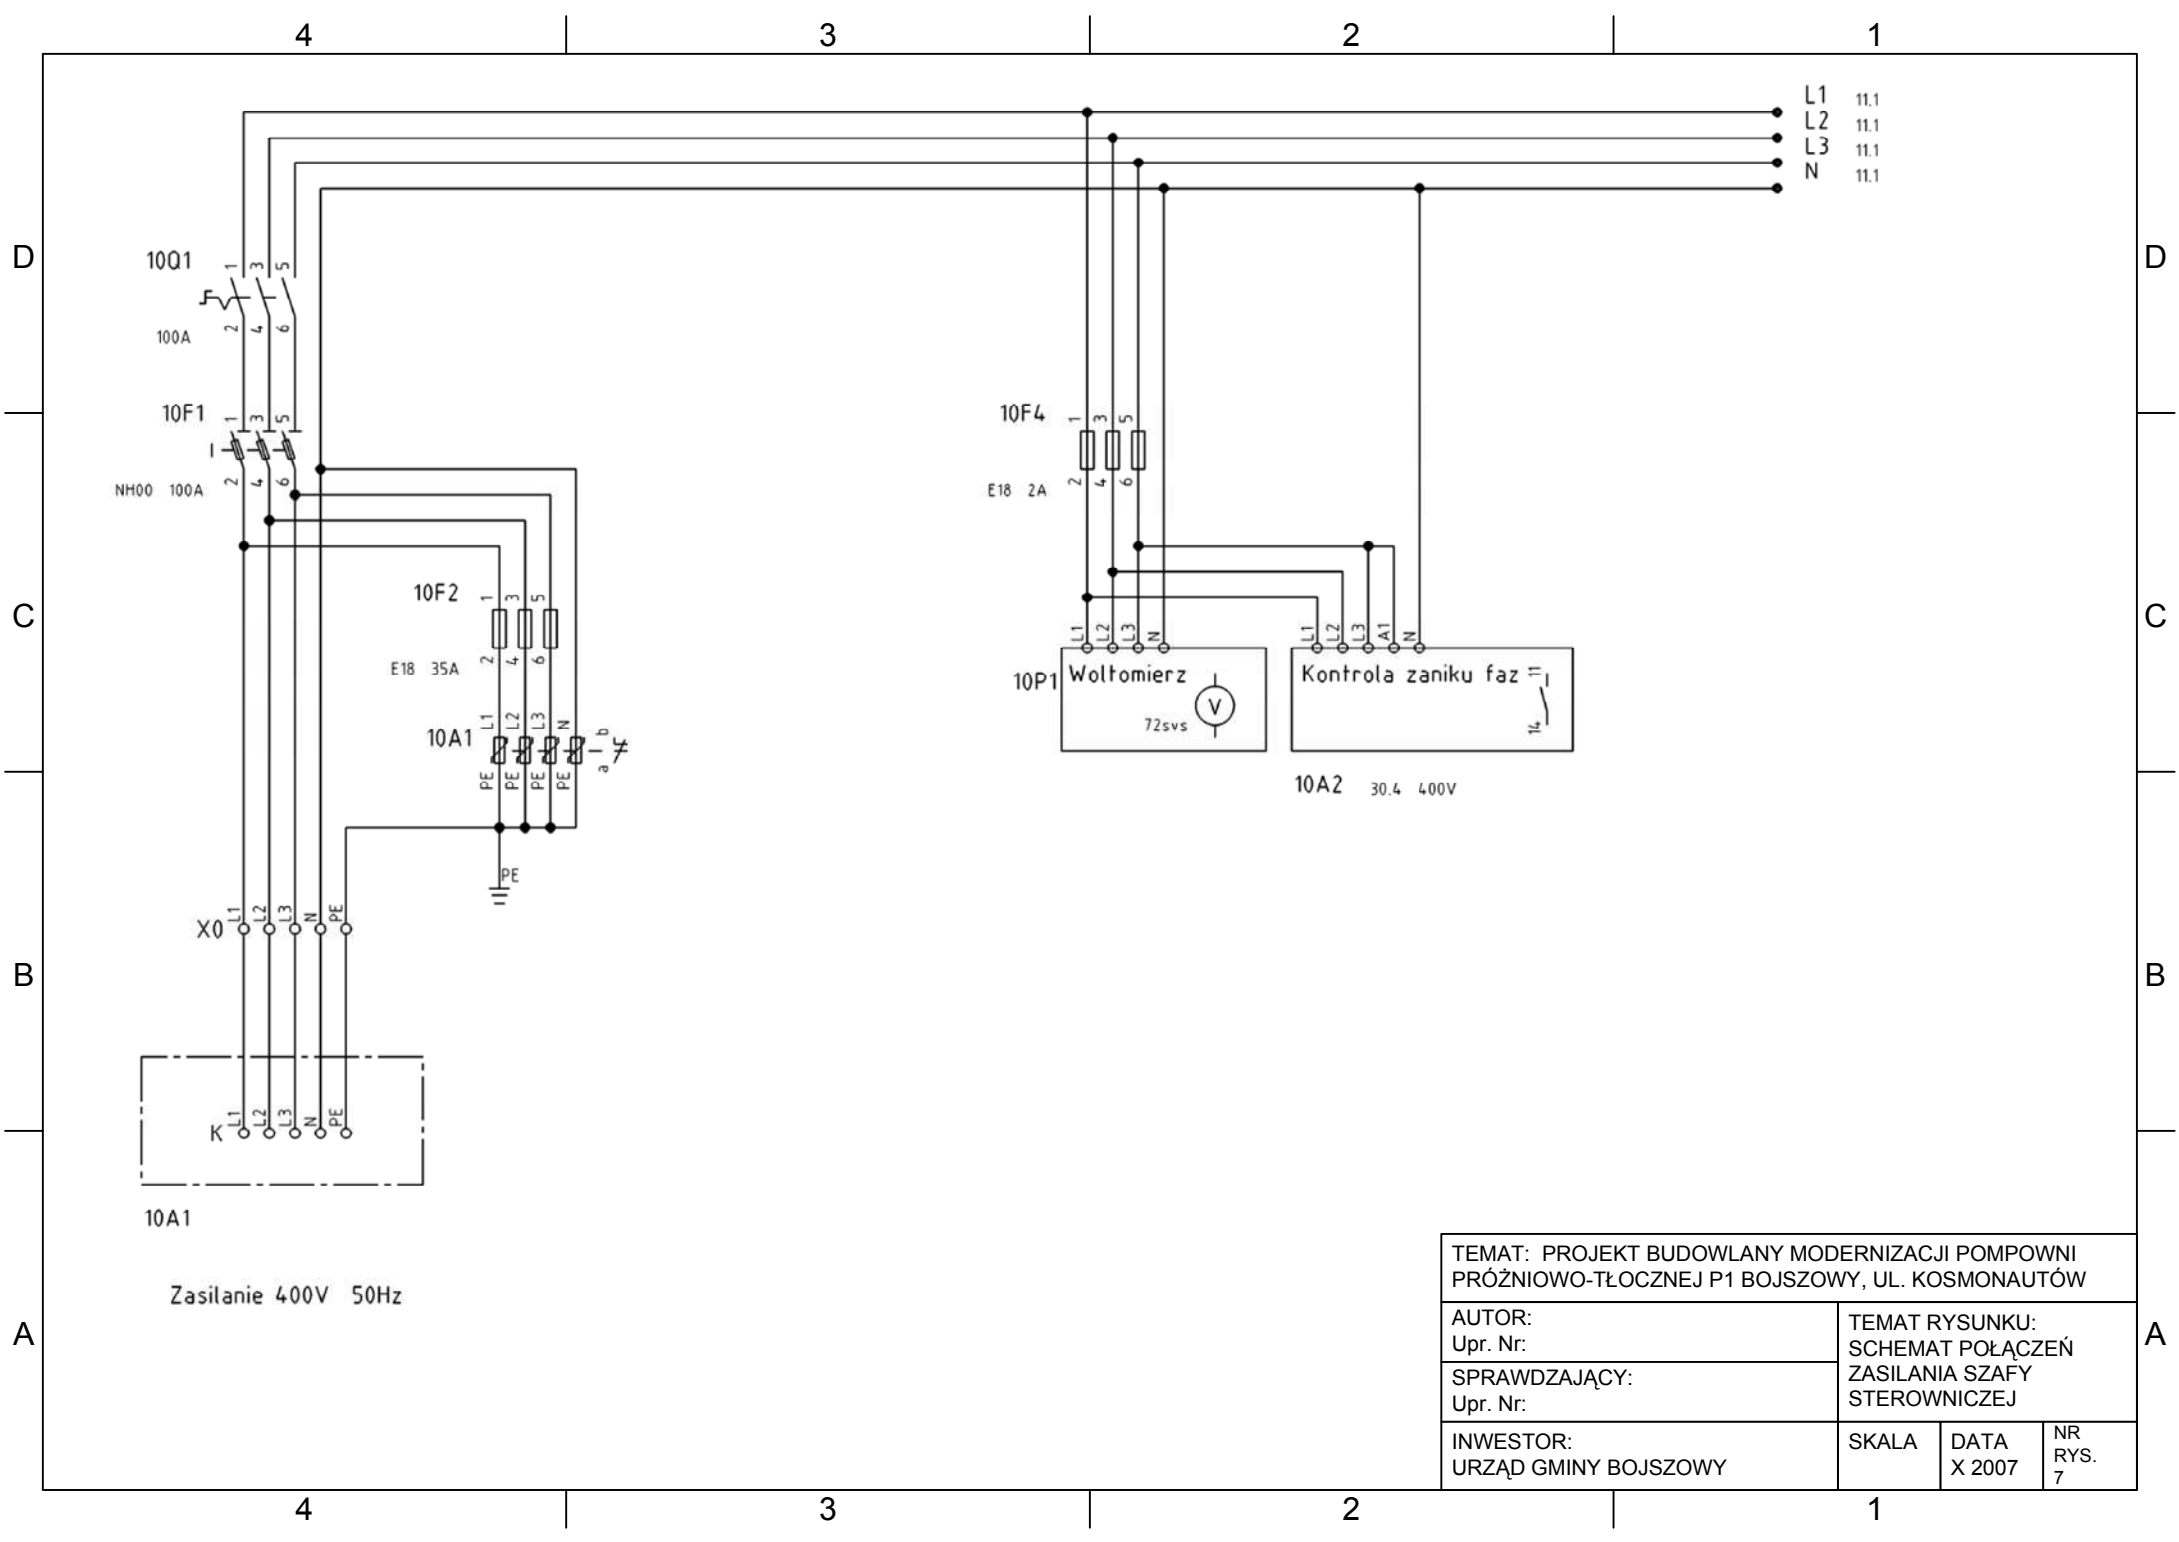 4 3 2 1
L1 11.1
L2 11.1
L3 11.1
N 11.1
D D
10Q1 1 3 5
2 4 6
100A
10F1 1 3 5
NH00 100A 2 4 6
10F4 1 3 5
E18 2A 2 4 6
10F2 1 3 5
E18 35A 2 4 6
C C
10A1 L1 L2 L3 N
PE PE PE PE a b
PE
L1 L2 L3 N
10P1 Woltomierz
V
72svs
L1 L2 L3 A1 N
Kontrola zaniku faz 11
14
10A2 30.4 400V
X0 L1 L2 L3 N PE
B B
K L1 L2 L3 N PE
10A1
Zasilanie 400V 50Hz
A A
TEMAT: PROJEKT BUDOWLANY MODERNIZACJI POMPOWNI
PRÓŻNIOWO-TŁOCZNEJ P1 BOJSZOWY, UL. KOSMONAUTÓW
AUTOR:
Upr. Nr:
SPRAWDZAJĄCY:
Upr. Nr:
TEMAT RYSUNKU:
SCHEMAT POŁĄCZEŃ
ZASILANIA SZAFY
STEROWNICZEJ
INWESTOR:
URZĄD GMINY BOJSZOWY
SKALA
DATA
X 2007
NR
RYS.
7
4 3 2 1